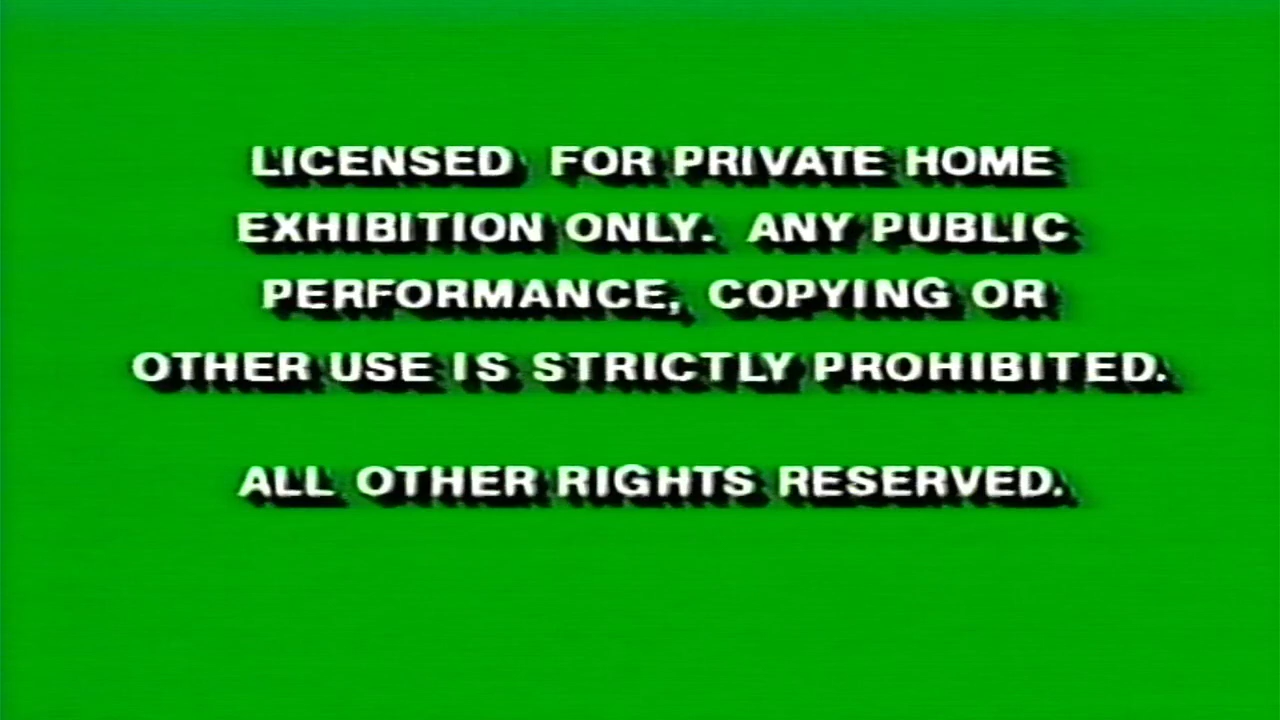 LICENSED FOR PRIVATE HOME
EXHIBITION ONLY. ANY PUBLIC
PERFORMANCE, COPYING OR
OTHER USE IS STRICTLY PROHIBITED.
ALL OTHER RIGHTS RESERVED.